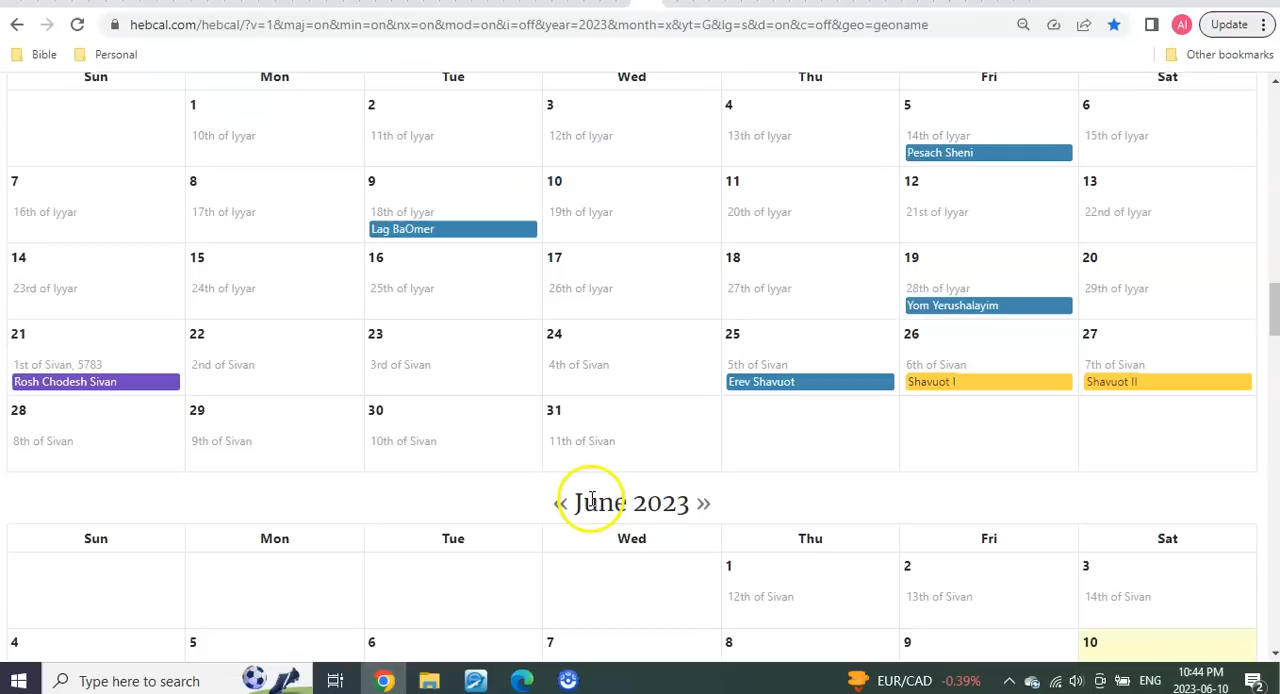 hebcal.com/hebcal/?v=1&maj=on&min=on&nx=on&mod=on&i=off&year=2023&month=x&yt=G&lg=s&d=on&c=off&geo=geoname
AI
Update
Bible
Personal
Other bookmarks
Sun Mon Tue Wed Thu Fri Sat
1 2 3 4 5 6
10th of Iyyar 11th of Iyyar 12th of Iyyar 13th of Iyyar 14th of Iyyar 15th of Iyyar
Pesach Sheni
7 8 9 10 11 12 13
16th of Iyyar 17th of Iyyar 18th of Iyyar 19th of Iyyar 20th of Iyyar 21st of Iyyar 22nd of Iyyar
Lag BaOmer
14 15 16 17 18 19 20
23rd of Iyyar 24th of Iyyar 25th of Iyyar 26th of Iyyar 27th of Iyyar 28th of Iyyar 29th of Iyyar
Yom Yerushalayim
21 22 23 24 25 26 27
1st of Sivan, 5783 2nd of Sivan 3rd of Sivan 4th of Sivan 5th of Sivan 6th of Sivan 7th of Sivan
Rosh Chodesh Sivan Erev Shavuot Shavuot I Shavuot II
28 29 30 31
8th of Sivan 9th of Sivan 10th of Sivan 11th of Sivan
« June 2023 »
Sun Mon Tue Wed Thu Fri Sat
1 2 3
12th of Sivan 13th of Sivan 14th of Sivan
4 5 6 7 8 9 10
Type here to search
EUR/CAD -0.39%
ENG
10:44 PM
2023-06-10
2